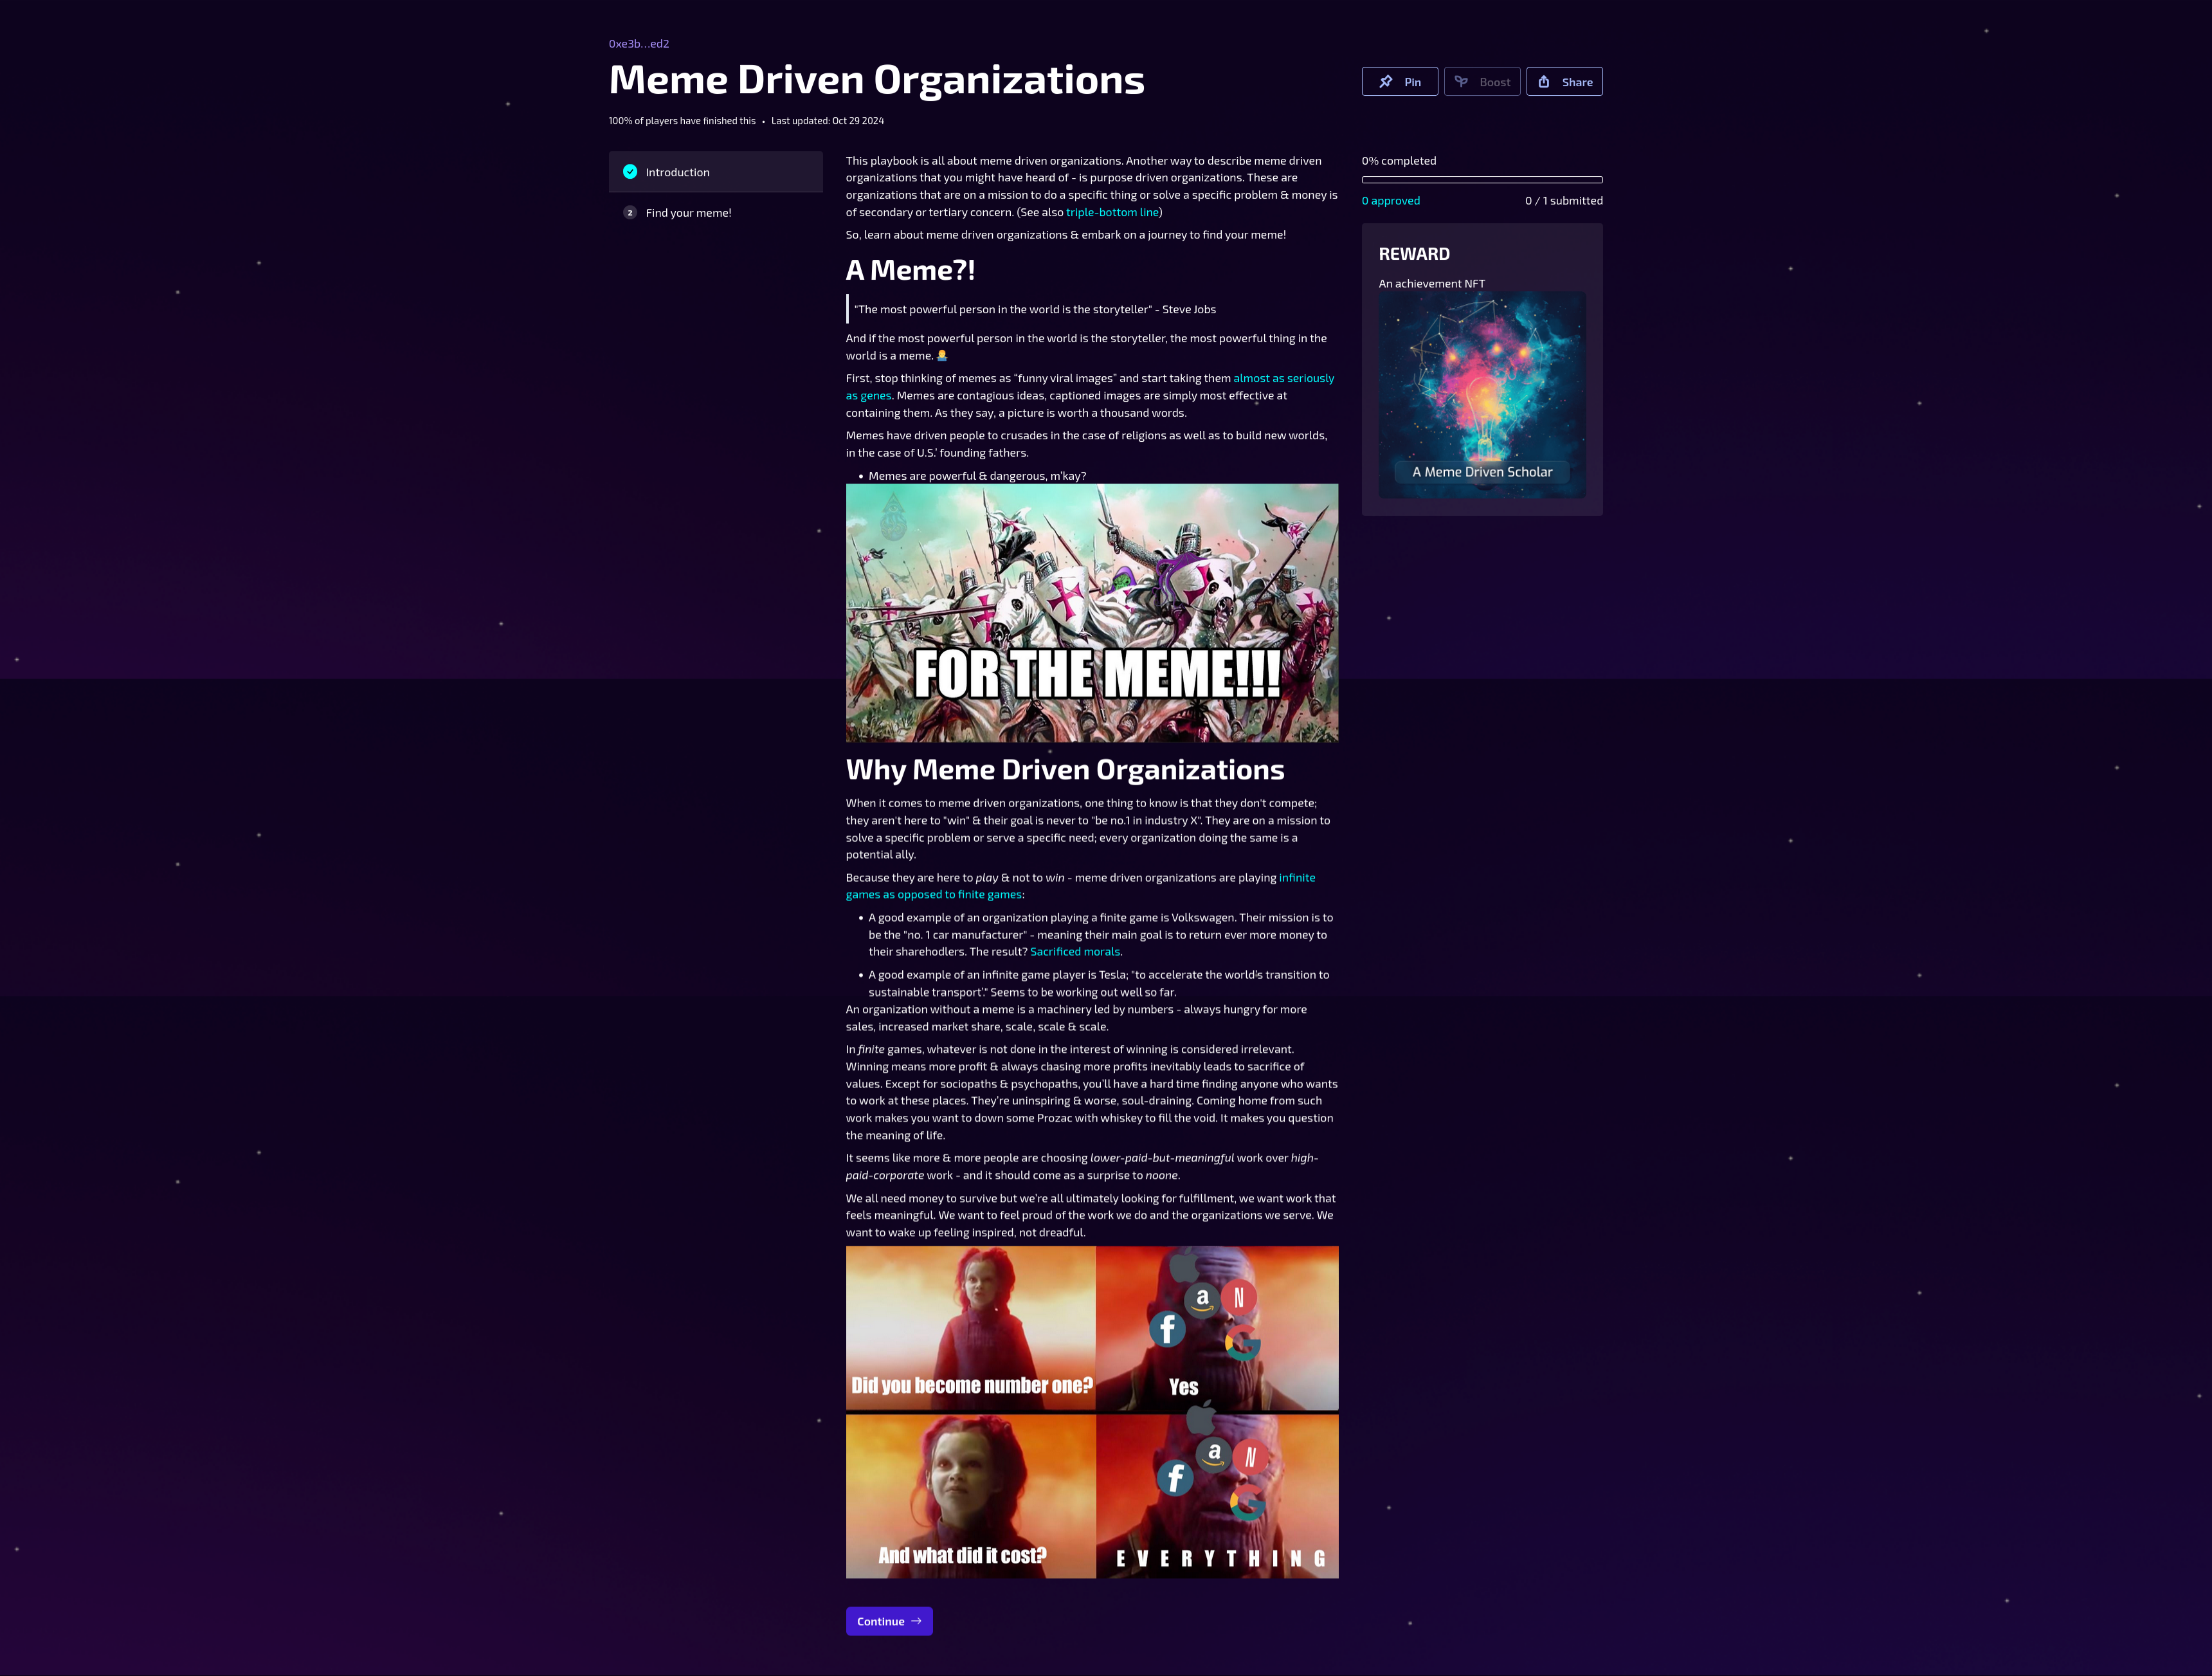 0xe3b...ed2
Meme Driven Organizations
Pin
Boost
Share
100% of players have finished this • Last updated: Oct 29 2024
Introduction
2 Find your meme!
This playbook is all about meme driven organizations. Another way to describe meme driven
organizations that you might have heard of - is purpose driven organizations. These are
organizations that are on a mission to do a specific thing or solve a specific problem & money is
of secondary or tertiary concern. (See also triple-bottom line)
So, learn about meme driven organizations & embark on a journey to find your meme!
A Meme?!
"The most powerful person in the world is the storyteller" - Steve Jobs
And if the most powerful person in the world is the storyteller, the most powerful thing in the
world is a meme.
First, stop thinking of memes as “funny viral images” and start taking them almost as seriously
as genes. Memes are contagious ideas, captioned images are simply most effective at
containing them. As they say, a picture is worth a thousand words.
Memes have driven people to crusades in the case of religions as well as to build new worlds,
in the case of U.S.’ founding fathers.
• Memes are powerful & dangerous, m’kay?
FOR THE MEME!!!
Why Meme Driven Organizations
When it comes to meme driven organizations, one thing to know is that they don't compete;
they aren't here to "win" & their goal is never to "be no.1 in industry X". They are on a mission to
solve a specific problem or serve a specific need; every organization doing the same is a
potential ally.
Because they are here to play & not to win - meme driven organizations are playing infinite
games as opposed to finite games:
• A good example of an organization playing a finite game is Volkswagen. Their mission is to
be the "no. 1 car manufacturer" - meaning their main goal is to return ever more money to
their sharehodlers. The result? Sacrificed morals.
• A good example of an infinite game player is Tesla; "to accelerate the world’s transition to
sustainable transport’." Seems to be working out well so far.
An organization without a meme is a machinery led by numbers - always hungry for more
sales, increased market share, scale, scale & scale.
In finite games, whatever is not done in the interest of winning is considered irrelevant.
Winning means more profit & always chasing more profits inevitably leads to sacrifice of
values. Except for sociopaths & psychopaths, you’ll have a hard time finding anyone who wants
to work at these places. They’re uninspiring & worse, soul-draining. Coming home from such
work makes you want to down some Prozac with whiskey to fill the void. It makes you question
the meaning of life.
It seems like more & more people are choosing lower-paid-but-meaningful work over high-
paid-corporate work - and it should come as a surprise to noone.
We all need money to survive but we’re all ultimately looking for fulfillment, we want work that
feels meaningful. We want to feel proud of the work we do and the organizations we serve. We
want to wake up feeling inspired, not dreadful.
a
N
f
G
Did you become number one?
Yes
a
N
f
G
And what did it cost?
E V E R Y T H I N G
Continue →
0% completed
0 approved
0 / 1 submitted
REWARD
An achievement NFT
A Meme Driven Scholar